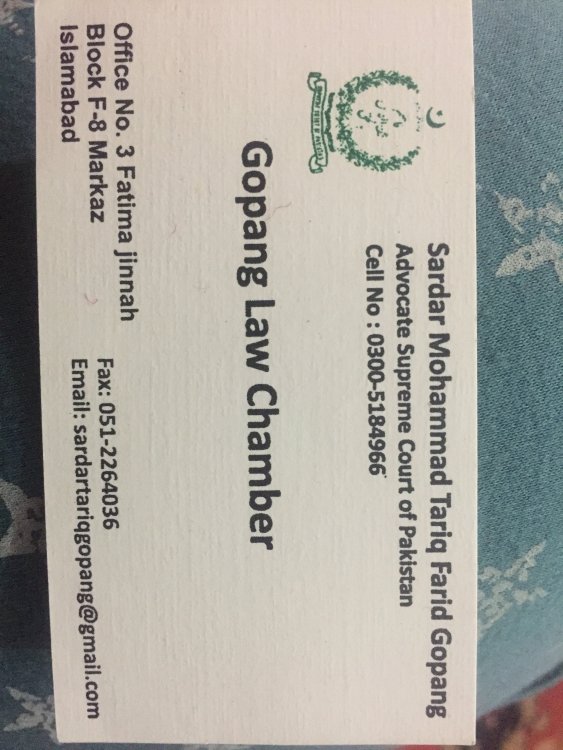 Sardar Mohammad Tariq Farid Gopang
Advocate Supreme Court of Pakistan
Cell No : 0300-5184966
Gopang Law Chamber
Office No. 3 Fatima jinnah
Block F-8 Markaz
Islamabad
Fax: 051-2264036
Email: sardartariqgopang@gmail.com